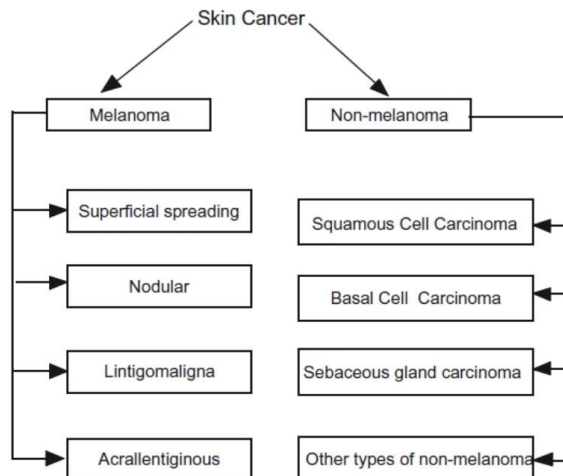 Skin Cancer
Melanoma
Non-melanoma
Superficial spreading
Squamous Cell Carcinoma
Nodular
Basal Cell Carcinoma
Lintigomaligna
Sebaceous gland carcinoma
Acrallentiginous
Other types of non-melanoma